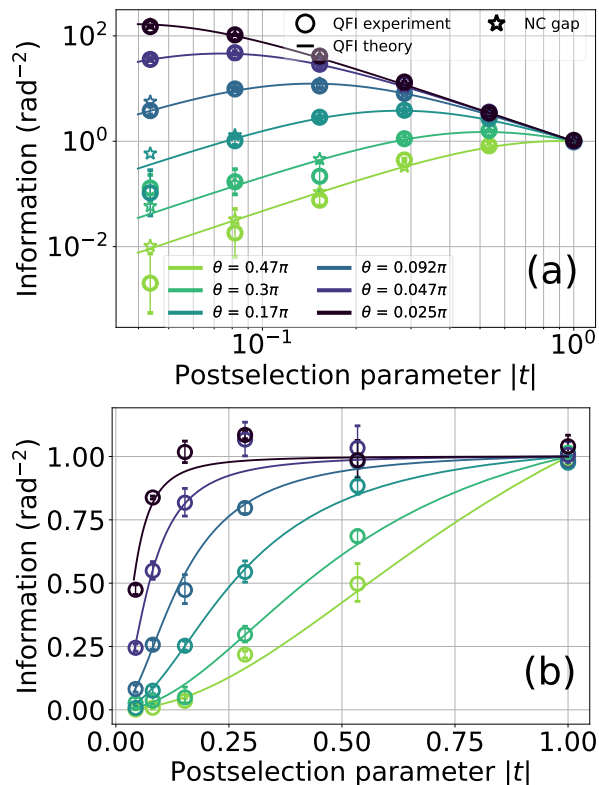 QFI experiment
QFI theory
NC gap
10²
10⁰
10⁻²
Information (rad⁻²)
θ = 0.47π
θ = 0.3π
θ = 0.17π
θ = 0.092π
θ = 0.047π
θ = 0.025π
(a)
10⁻¹
10⁰
Postselection parameter |t|
1.00
0.75
0.50
0.25
0.00
Information (rad⁻²)
(b)
0.00
0.25
0.50
0.75
1.00
Postselection parameter |t|